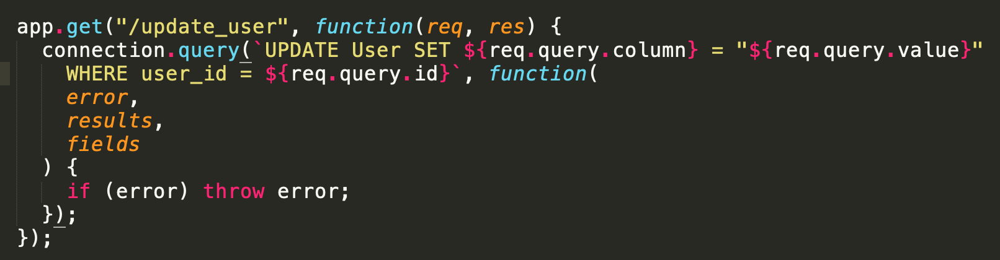 app.get("/update_user", function(req, res) {
connection.query(`UPDATE User SET ${req.query.column} = "${req.query.value}"
WHERE user_id = ${req.query.id}`, function(
error,
results,
fields
) {
if (error) throw error;
});
});